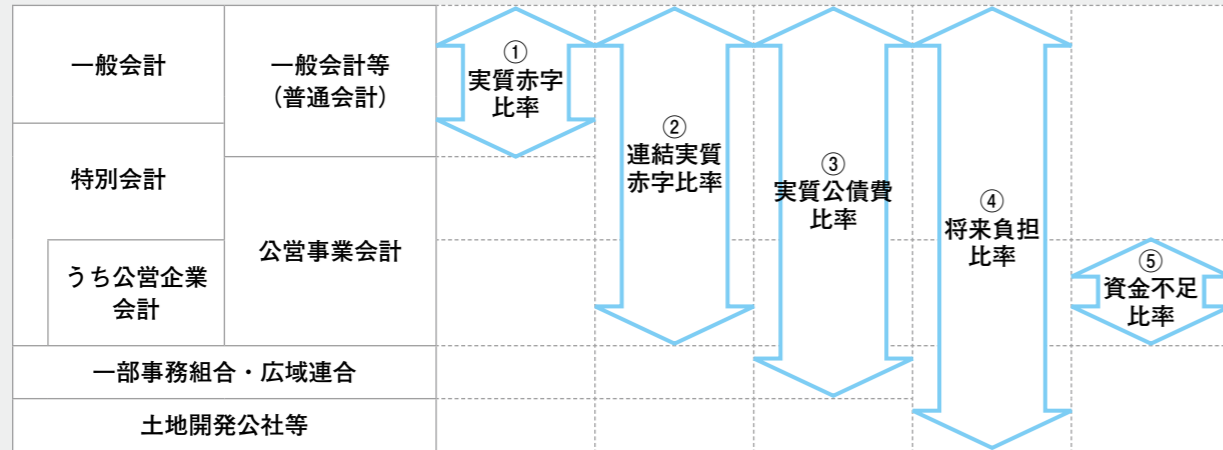 一般会計
一般会計等
(普通会計)
特別会計
公営事業会計
うち公営企業
会計
一部事務組合・広域連合
土地開発公社等
①
実質赤字
比率
②
連結実質
赤字比率
③
実質公債費
比率
④
将来負担
比率
⑤
資金不足
比率